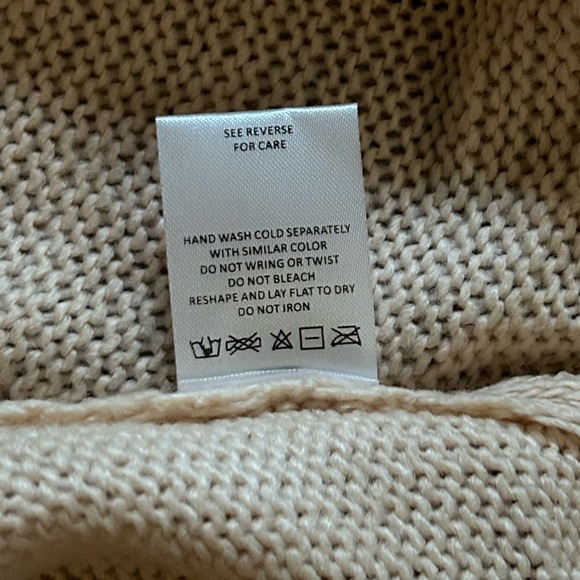 SEE REVERSE
FOR CARE
HAND WASH COLD SEPARATELY
WITH SIMILAR COLOR
DO NOT WRING OR TWIST
DO NOT BLEACH
RESHAPE AND LAY FLAT TO DRY
DO NOT IRON